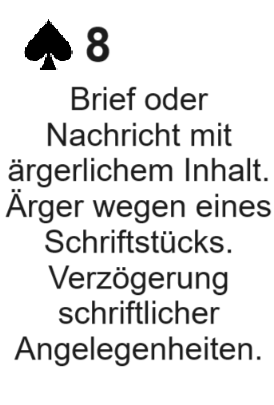 ♠ 8
Brief oder
Nachricht mit
ärgerlichem Inhalt.
Ärger wegen eines
Schriftstücks.
Verzögerung
schriftlicher
Angelegenheiten.